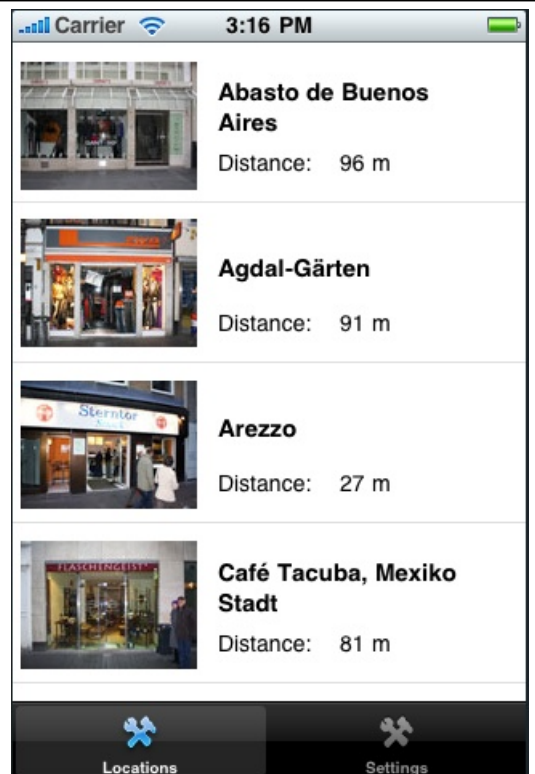 Carrier 3:16 PM
Abasto de Buenos
Aires
Distance: 96 m
Agdal-Gärten
Distance: 91 m
Sterntor
Arezzo
Distance: 27 m
FLASCHENGEIST
Café Tacuba, Mexiko
Stadt
Distance: 81 m
Locations Settings